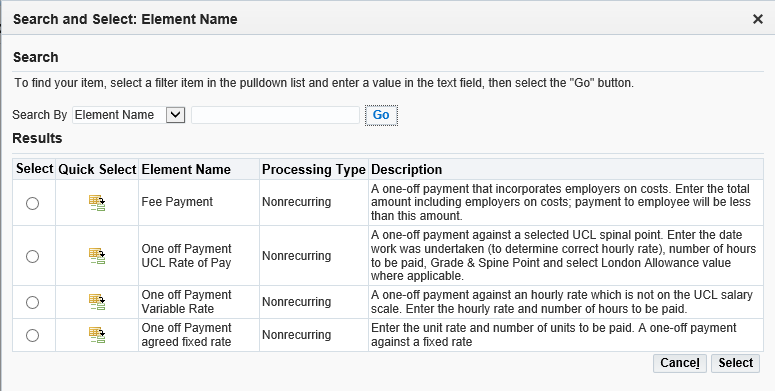 Search and Select: Element Name
Search
To find your item, select a filter item in the pulldown list and enter a value in the text field, then select the "Go" button.
Search By Element Name Go
Results
Select Quick Select Element Name Processing Type Description
Fee Payment Nonrecurring A one-off payment that incorporates employers on costs. Enter the total
amount including employers on costs; payment to employee will be less
than this amount.
One off Payment
UCL Rate of Pay Nonrecurring A one-off payment against a selected UCL spinal point. Enter the date
work was undertaken (to determine correct hourly rate), number of hours
to be paid, Grade & Spine Point and select London Allowance value
where applicable.
One off Payment
Variable Rate Nonrecurring A one-off payment against an hourly rate which is not on the UCL salary
scale. Enter the hourly rate and number of hours to be paid.
One off Payment
agreed fixed rate Nonrecurring Enter the unit rate and number of units to be paid. A one-off payment
against a fixed rate
Cancel Select